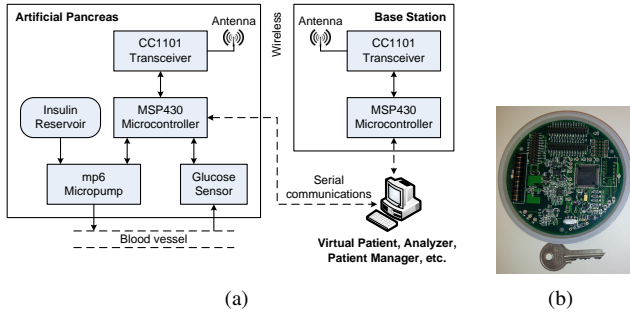 Artificial Pancreas
Antenna
CC1101
Transceiver
Insulin
Reservoir
MSP430
Microcontroller
mp6
Micropump
Glucose
Sensor
Blood vessel
Wireless
Base Station
Antenna
CC1101
Transceiver
MSP430
Microcontroller
Serial
communications
Virtual Patient, Analyzer,
Patient Manager, etc.
(a)
(b)